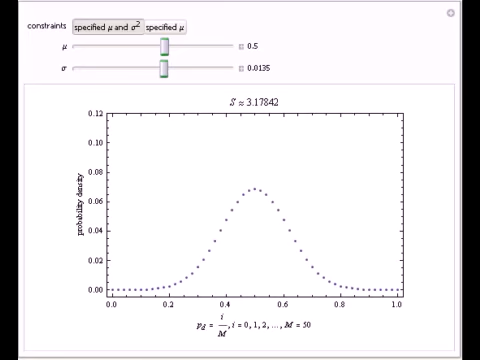 constraints specified μ and σ² specified μ
μ 0.5
σ 0.0135
S ≈ 3.17842
probability density
0.12
0.10
0.08
0.06
0.04
0.02
0.00
0.0 0.2 0.4 0.6 0.8 1.0
p_d = i/M, i = 0, 1, 2, ..., M = 50